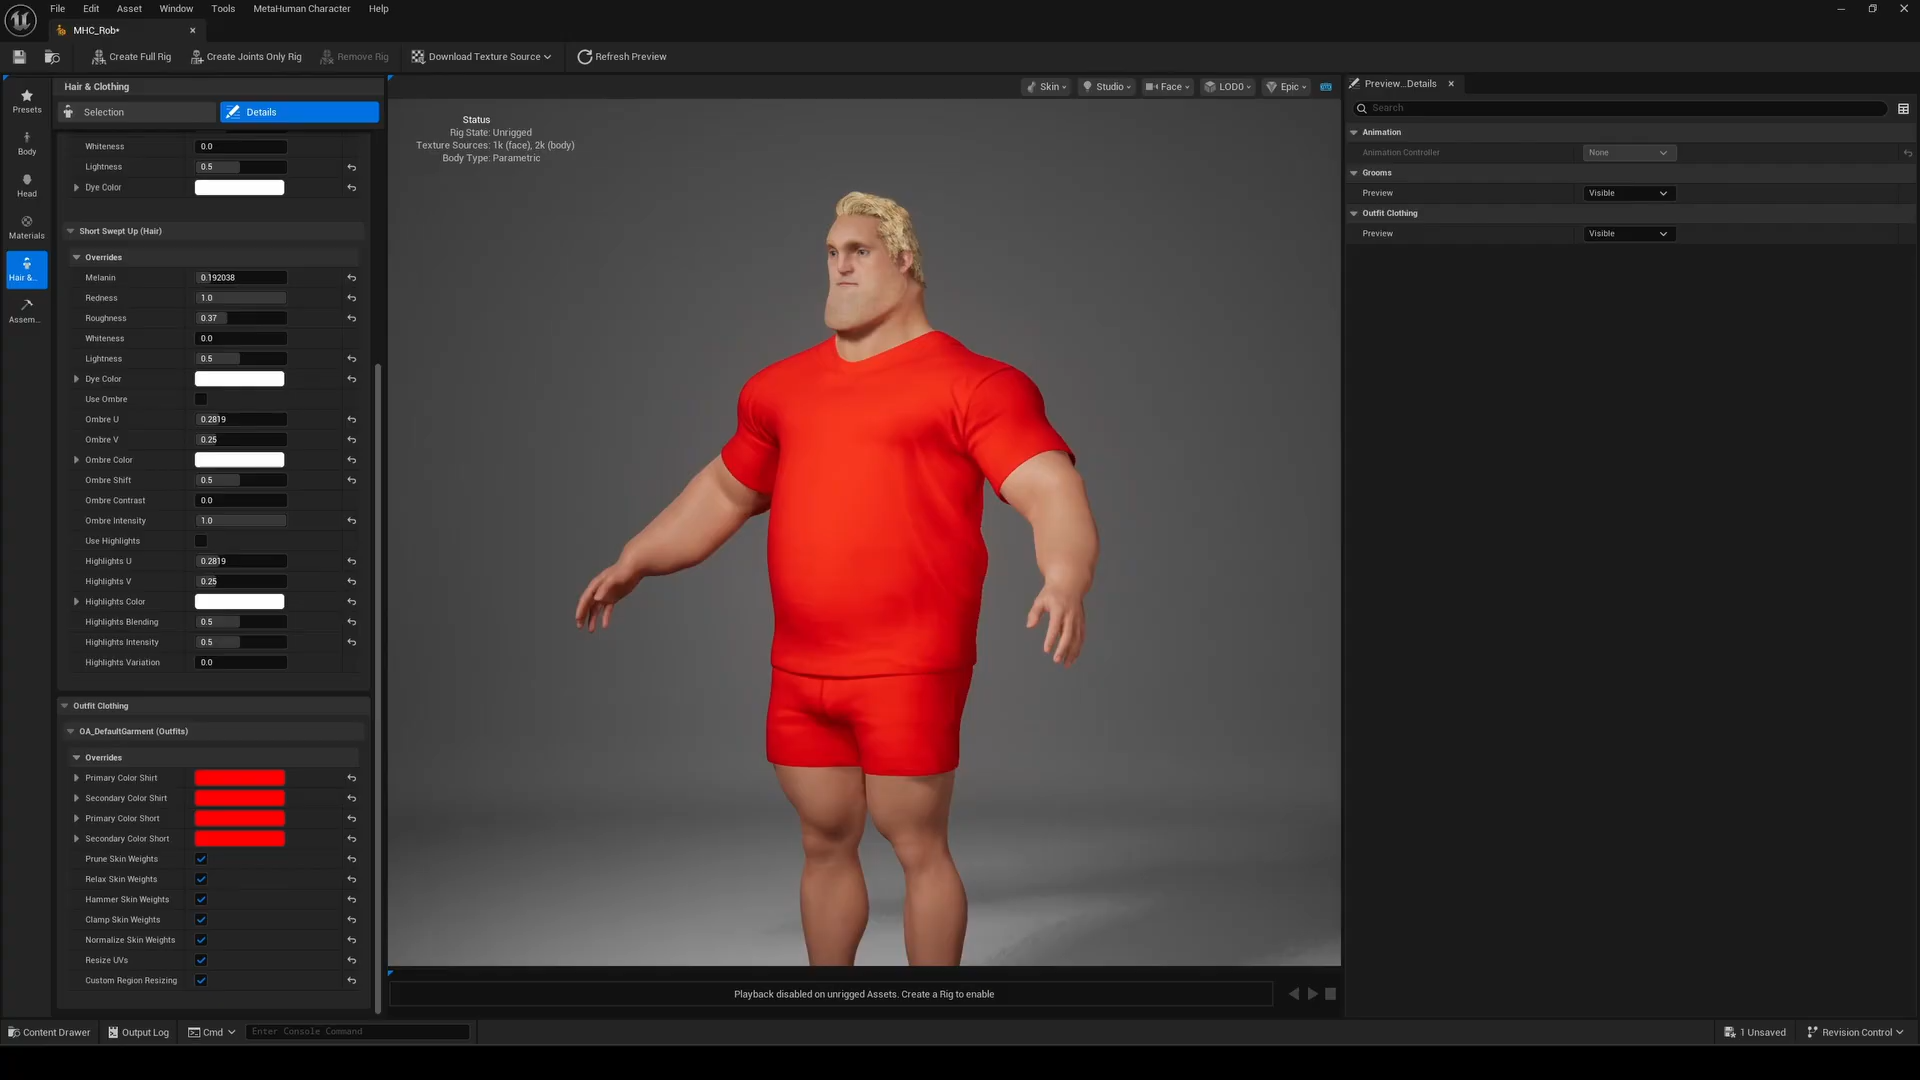 File Edit Asset Window Tools MetaHuman Character Help
MHC_Rob*
Create Full Rig Create Joints Only Rig Remove Rig Download Texture Source Refresh Preview
Hair & Clothing
Selection Details
Presets
Body
Head
Materials
Hair &...
Assem...
Whiteness 0.0
Lightness 0.5
Dye Color
Short Swept Up (Hair)
Overrides
Melanin 0.192038
Redness 1.0
Roughness 0.37
Whiteness 0.0
Lightness 0.5
Dye Color
Use Ombre
Ombre U 0.2819
Ombre V 0.25
Ombre Color
Ombre Shift 0.5
Ombre Contrast 0.0
Ombre Intensity 1.0
Use Highlights
Highlights U 0.2819
Highlights V 0.25
Highlights Color
Highlights Blending 0.5
Highlights Intensity 0.5
Highlights Variation 0.0
Outfit Clothing
OA_DefaultGarment (Outfits)
Overrides
Primary Color Shirt
Secondary Color Shirt
Primary Color Short
Secondary Color Short
Prune Skin Weights
Relax Skin Weights
Hammer Skin Weights
Clamp Skin Weights
Normalize Skin Weights
Resize UVs
Custom Region Resizing
Skin Studio Face LOD0 Epic
Status
Rig State: Unrigged
Texture Sources: 1k (face), 2k (body)
Body Type: Parametric
Playback disabled on unrigged Assets. Create a Rig to enable
Preview...Details
Search
Animation
Animation Controller None
Grooms
Preview Visible
Outfit Clothing
Preview Visible
Content Drawer Output Log Cmd Enter Console Command
1 Unsaved Revision Control